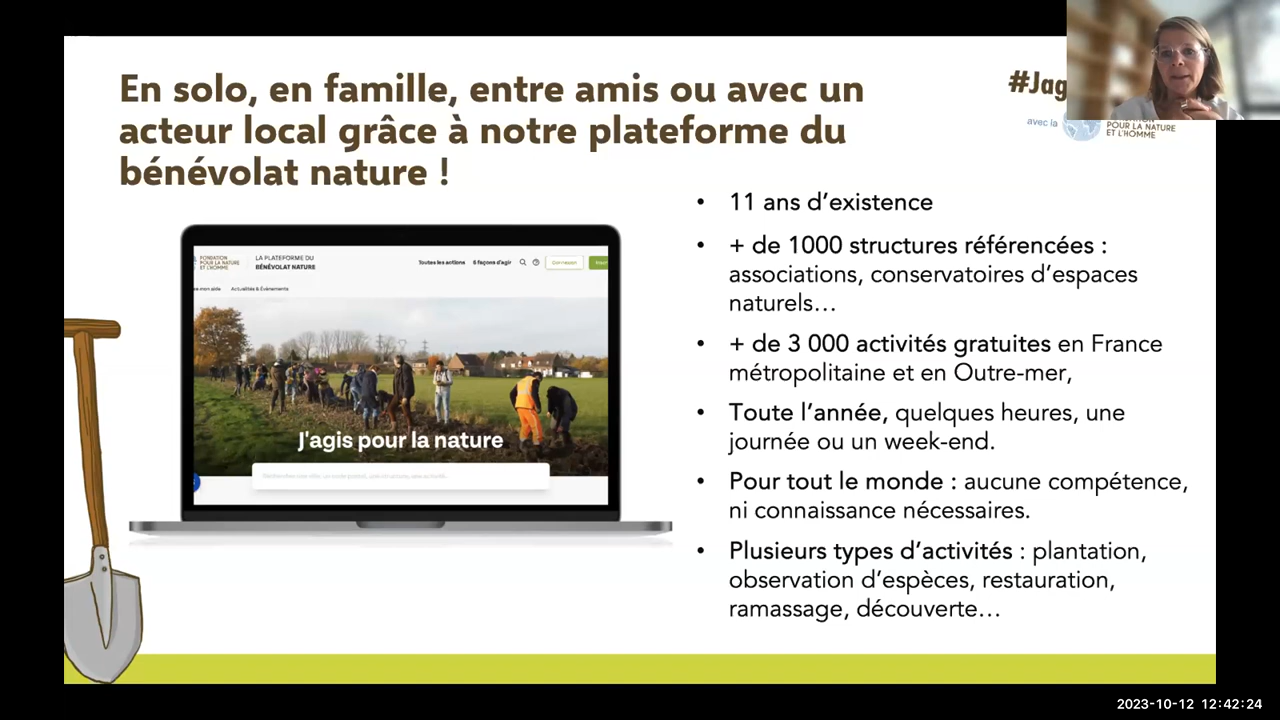 En solo, en famille, entre amis ou avec un
acteur local grâce à notre plateforme du
bénévolat nature !
#Jag
avec la
POUR LA NATURE
ET L'HOMME
• 11 ans d'existence
• + de 1000 structures référencées :
associations, conservatoires d'espaces
naturels…
• + de 3 000 activités gratuites en France
métropolitaine et en Outre-mer,
• Toute l'année, quelques heures, une
journée ou un week-end.
• Pour tout le monde : aucune compétence,
ni connaissance nécessaires.
• Plusieurs types d'activités : plantation,
observation d'espèces, restauration,
ramassage, découverte…
FONDATION
POUR LA NATURE
ET L'HOMME
LA PLATEFORME DU
BÉNÉVOLAT NATURE
Toutes les actions
5 façons d'agir
Connexion
Actualités & Évènements
J'agis pour la nature
2023-10-12 12:42:24